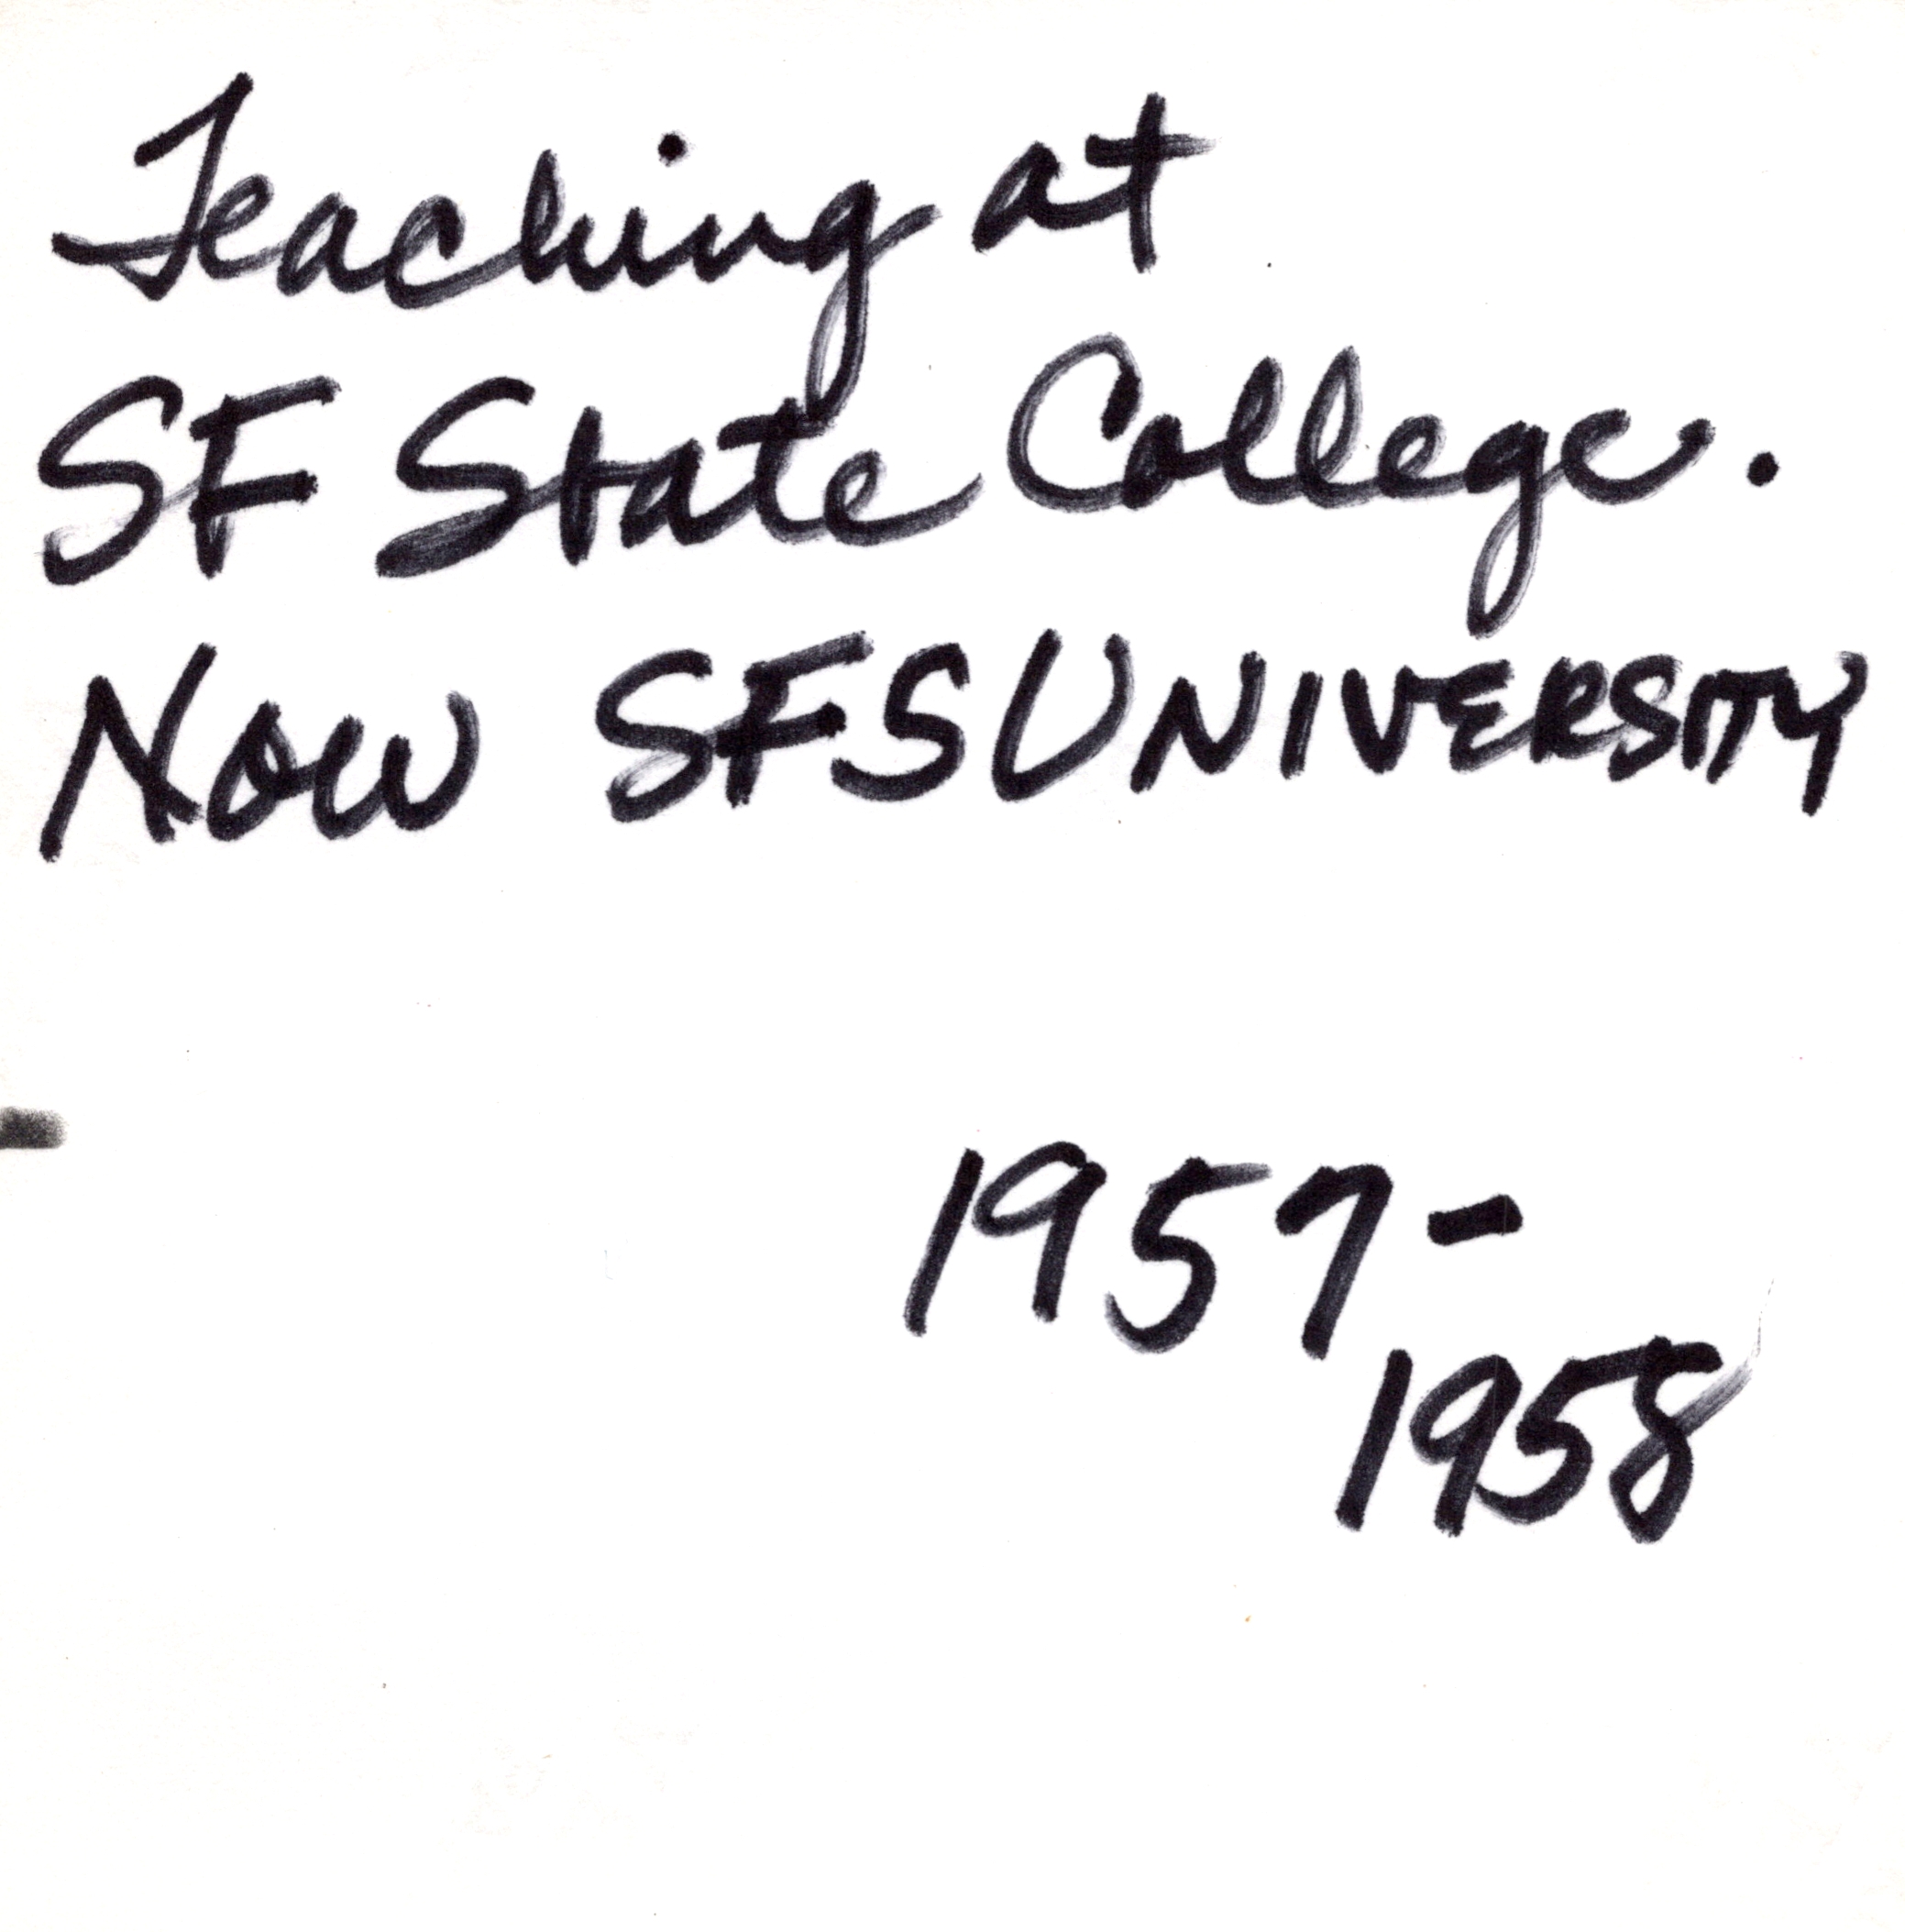 Teaching at
SF State College.
Now SFSUNIVERSITY
1957-
1958